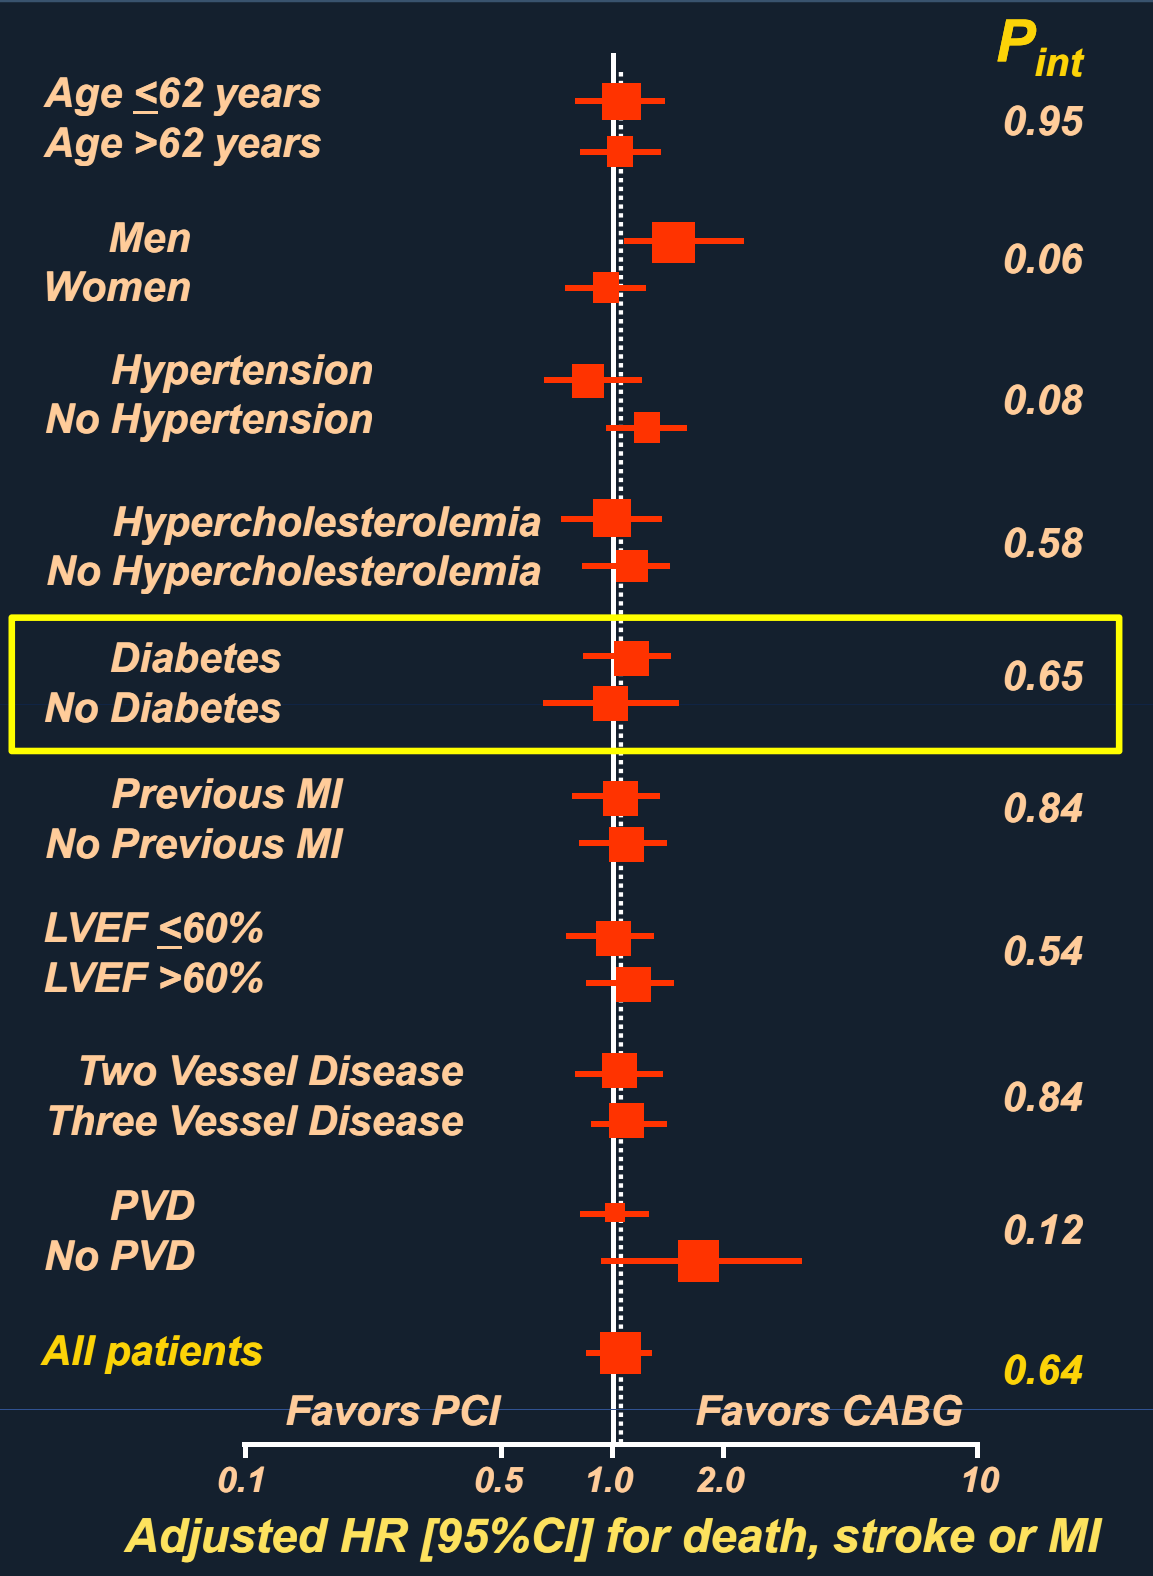 P int
Age ≤62 years
0.95
Age >62 years
Men
0.06
Women
Hypertension
0.08
No Hypertension
Hypercholesterolemia
0.58
No Hypercholesterolemia
Diabetes
0.65
No Diabetes
Previous MI
0.84
No Previous MI
LVEF ≤60%
0.54
LVEF >60%
Two Vessel Disease
0.84
Three Vessel Disease
PVD
0.12
No PVD
All patients
0.64
Favors PCI Favors CABG
0.1 0.5 1.0 2.0 10
Adjusted HR [95%CI] for death, stroke or MI